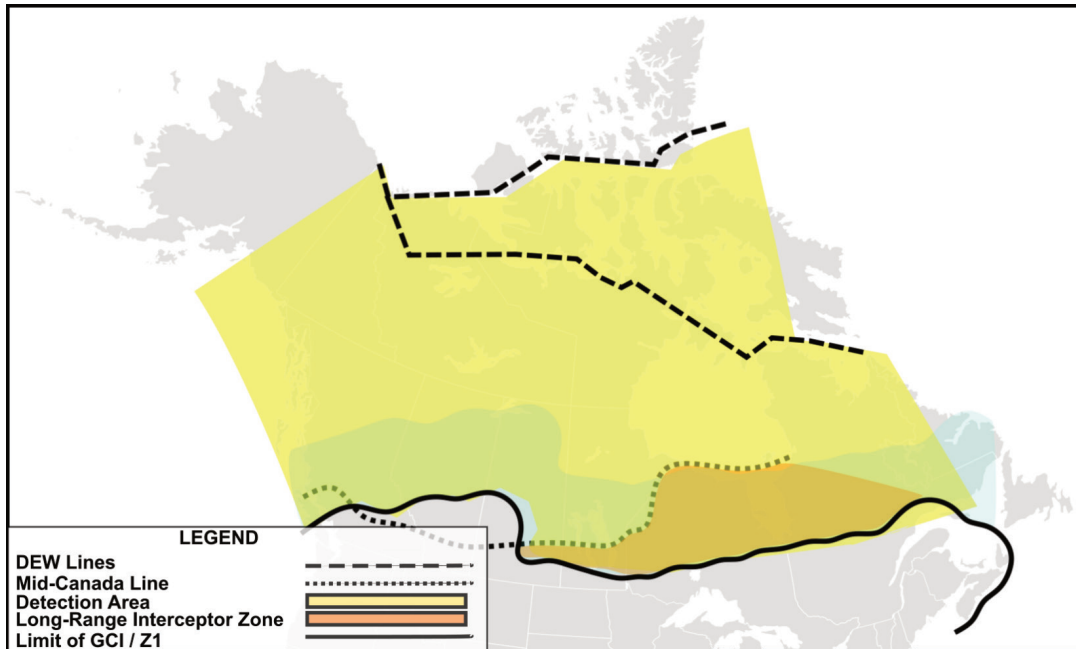 LEGEND
DEW Lines
Mid-Canada Line
Detection Area
Long-Range Interceptor Zone
Limit of GCI / Z1